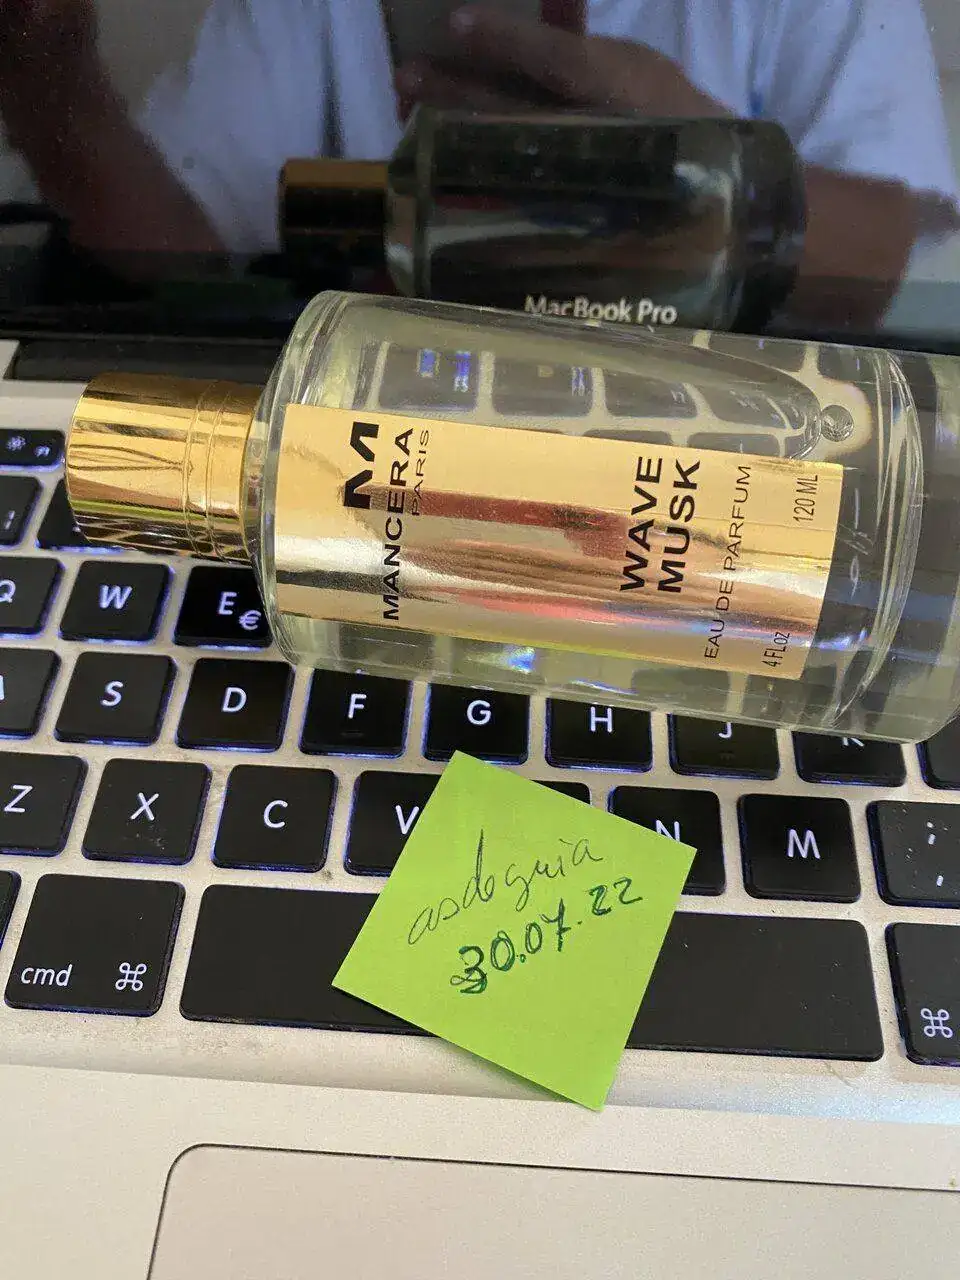 MacBook Pro
M
MANCERA
PARIS
WAVE
MUSK
EAU DE PARFUM
4 FL OZ 120 ML
Q W E €
S D F G H J K
Z X C V N M ; ,
cmd ⌘ ⌘
asdoguia
30.07.22